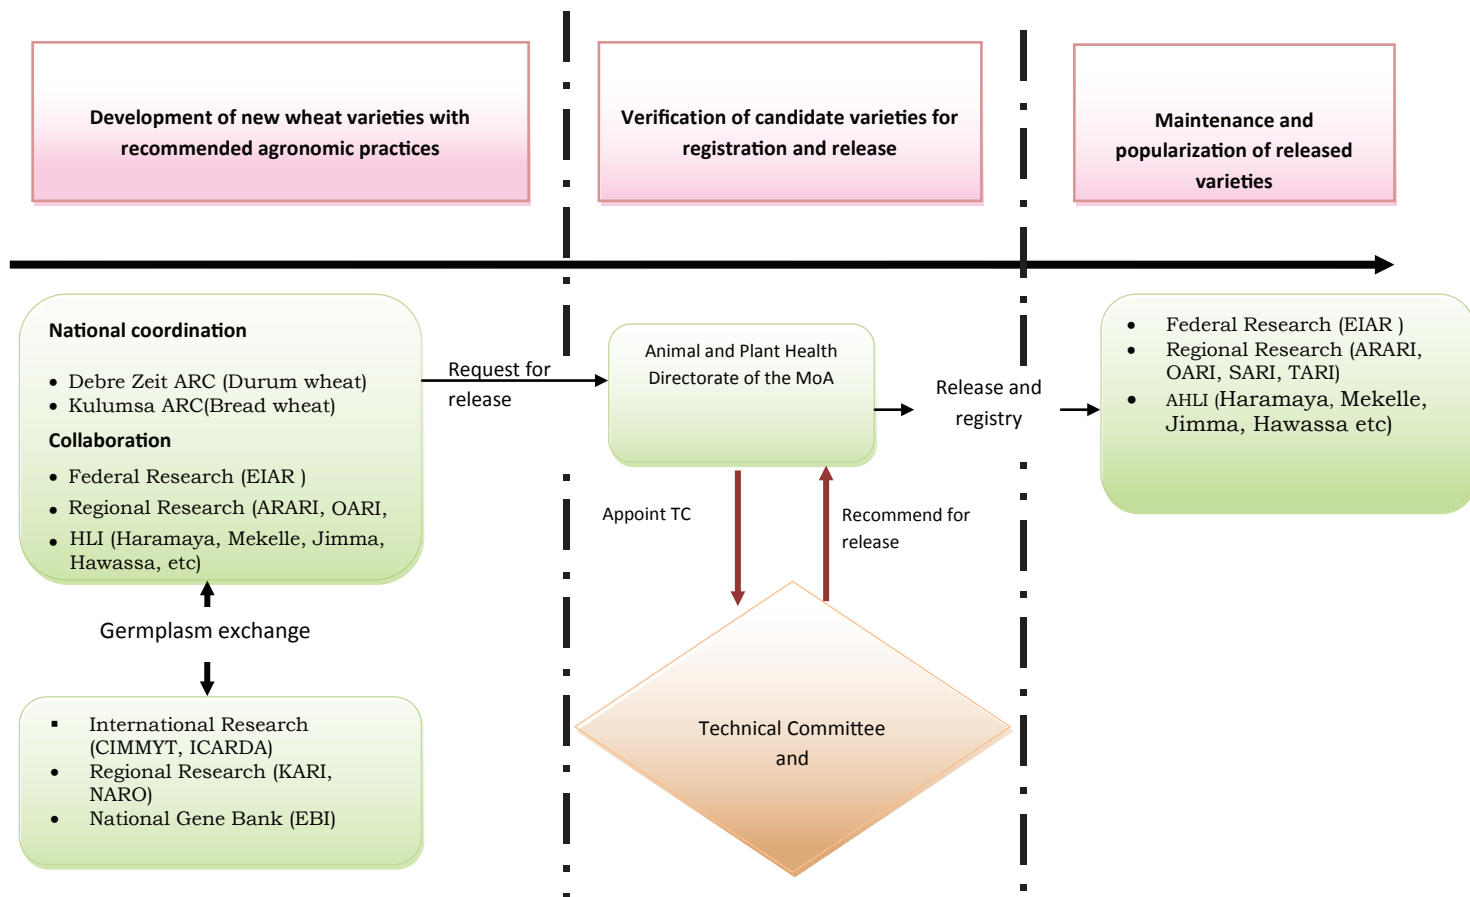 Development of new wheat varieties with
recommended agronomic practices
Verification of candidate varieties for
registration and release
Maintenance and
popularization of released
varieties
National coordination
• Debre Zeit ARC (Durum wheat)
• Kulumsa ARC(Bread wheat)
Collaboration
• Federal Research (EIAR )
• Regional Research (ARARI, OARI,
• HLI (Haramaya, Mekelle, Jimma,
Hawassa, etc)
Request for
release
Animal and Plant Health
Directorate of the MoA
Release and
registry
• Federal Research (EIAR )
• Regional Research (ARARI,
OARI, SARI, TARI)
• AHLI (Haramaya, Mekelle,
Jimma, Hawassa etc)
Appoint TC
Recommend for
release
Germplasm exchange
▪ International Research
(CIMMYT, ICARDA)
• Regional Research (KARI,
NARO)
• National Gene Bank (EBI)
Technical Committee
and